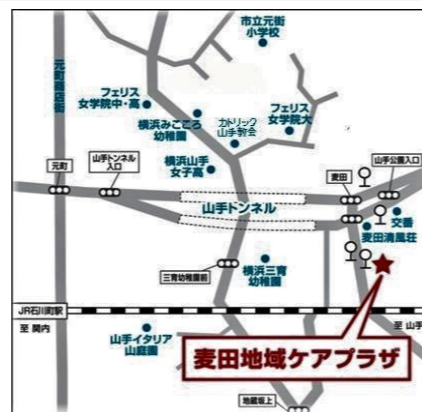 市立元街
小学校
元町商店街
フェリス
女学院中・高
横浜みこころ
幼稚園
カトリック
山手教会
フェリス
女学院大
横浜山手
女子高
元町
山手トンネル
入口
麦田
山手公園入口
山手トンネル
交番
麦田清風荘
三育幼稚園前
横浜三育
幼稚園
JR石川町駅
至 関内
山手イタリア
山庭園
至 山手
麦田地域ケアプラザ
地蔵坂上